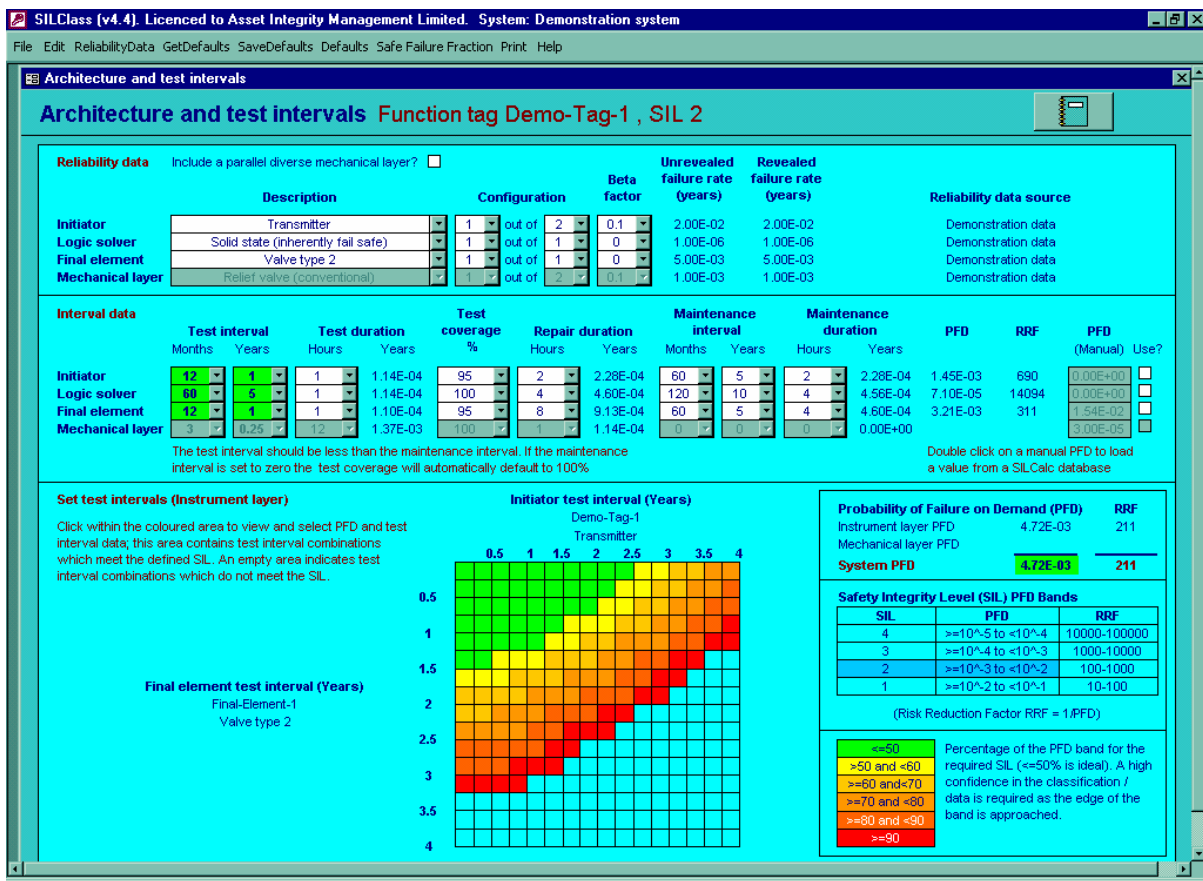 SILClass (v4.4). Licenced to Asset Integrity Management Limited. System: Demonstration system
File Edit ReliabilityData GetDefaults SaveDefaults Defaults Safe Failure Fraction Print Help
Architecture and test intervals
Architecture and test intervals Function tag Demo-Tag-1 , SIL 2
Reliability data Include a parallel diverse mechanical layer?
Description Configuration Beta factor Unrevealed failure rate (years) Revealed failure rate (years) Reliability data source
Initiator Transmitter 1 out of 2 0.1 2.00E-02 2.00E-02 Demonstration data
Logic solver Solid state (inherently fail safe) 1 out of 1 0 1.00E-06 1.00E-06 Demonstration data
Final element Valve type 2 1 out of 1 0 5.00E-03 5.00E-03 Demonstration data
Mechanical layer Relief valve (conventional) 1 out of 2 0.1 1.00E-03 1.00E-03 Demonstration data
Interval data
Test interval Test duration Test coverage % Repair duration Maintenance interval Maintenance duration PFD RRF PFD
Months Years Hours Years Hours Years Months Years Hours Years (Manual) Use?
Initiator 12 1 1 1.14E-04 95 2 2.28E-04 60 5 2 2.28E-04 1.45E-03 690 0.00E+00
Logic solver 60 5 1 1.14E-04 100 4 4.60E-04 120 10 4 4.56E-04 7.10E-05 14094 0.00E+00
Final element 12 1 1 1.10E-04 95 8 9.13E-04 60 5 4 4.60E-04 3.21E-03 311 1.54E-02
Mechanical layer 3 0.25 12 1.37E-03 100 1 1.14E-04 0 0 0 0.00E+00 3.00E-05
The test interval should be less than the maintenance interval. If the maintenance
interval is set to zero the test coverage will automatically default to 100%
Double click on a manual PFD to load
a value from a SILCalc database
Set test intervals (Instrument layer)
Click within the coloured area to view and select PFD and test
interval data; this area contains test interval combinations
which meet the defined SIL. An empty area indicates test
interval combinations which do not meet the SIL.
Initiator test interval (Years)
Demo-Tag-1
Transmitter
0.5 1 1.5 2 2.5 3 3.5 4
0.5
1
1.5
2
2.5
3
3.5
4
Final element test interval (Years)
Final-Element-1
Valve type 2
Probability of Failure on Demand (PFD) RRF
Instrument layer PFD 4.72E-03 211
Mechanical layer PFD
System PFD 4.72E-03 211
Safety Integrity Level (SIL) PFD Bands
SIL PFD RRF
4 >=10^-5 to <10^-4 10000-100000
3 >=10^-4 to <10^-3 1000-10000
2 >=10^-3 to <10^-2 100-1000
1 >=10^-2 to <10^-1 10-100
(Risk Reduction Factor RRF = 1/PFD)
<=50
>50 and <60
>=60 and<70
>=70 and <80
>=80 and <90
>=90
Percentage of the PFD band for the
required SIL (<=50% is ideal). A high
confidence in the classification /
data is required as the edge of the
band is approached.